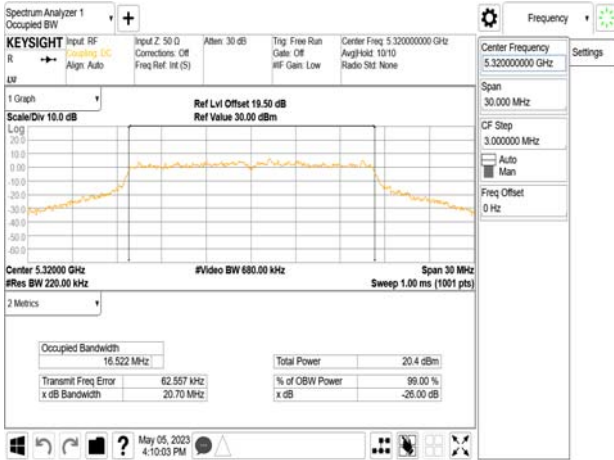 Spectrum Analyzer 1
Occupied BW
Frequency
KEYSIGHT
R
LXI
Input: RF
Coupling: DC
Align: Auto
Input Z: 50 Ω
Corrections: Off
Freq Ref: Int (S)
Atten: 30 dB
Trig: Free Run
Gate: Off
#IF Gain: Low
Center Freq: 5.320000000 GHz
Avg|Hold: 10/10
Radio Std: None
Center Frequency
5.320000000 GHz
Settings
Span
30.000 MHz
CF Step
3.000000 MHz
Auto
Man
Freq Offset
0 Hz
1 Graph
Scale/Div 10.0 dB
Ref Lvl Offset 19.50 dB
Ref Value 30.00 dBm
Log
20.0
10.0
0.00
-10.0
-20.0
-30.0
-40.0
-50.0
-60.0
Center 5.32000 GHz
#Res BW 220.00 kHz
#Video BW 680.00 kHz
Span 30 MHz
Sweep 1.00 ms (1001 pts)
2 Metrics
Occupied Bandwidth
16.522 MHz
Total Power 20.4 dBm
Transmit Freq Error 62.557 kHz
% of OBW Power 99.00 %
x dB Bandwidth 20.70 MHz
x dB -26.00 dB
?
May 05, 2023
4:10:03 PM